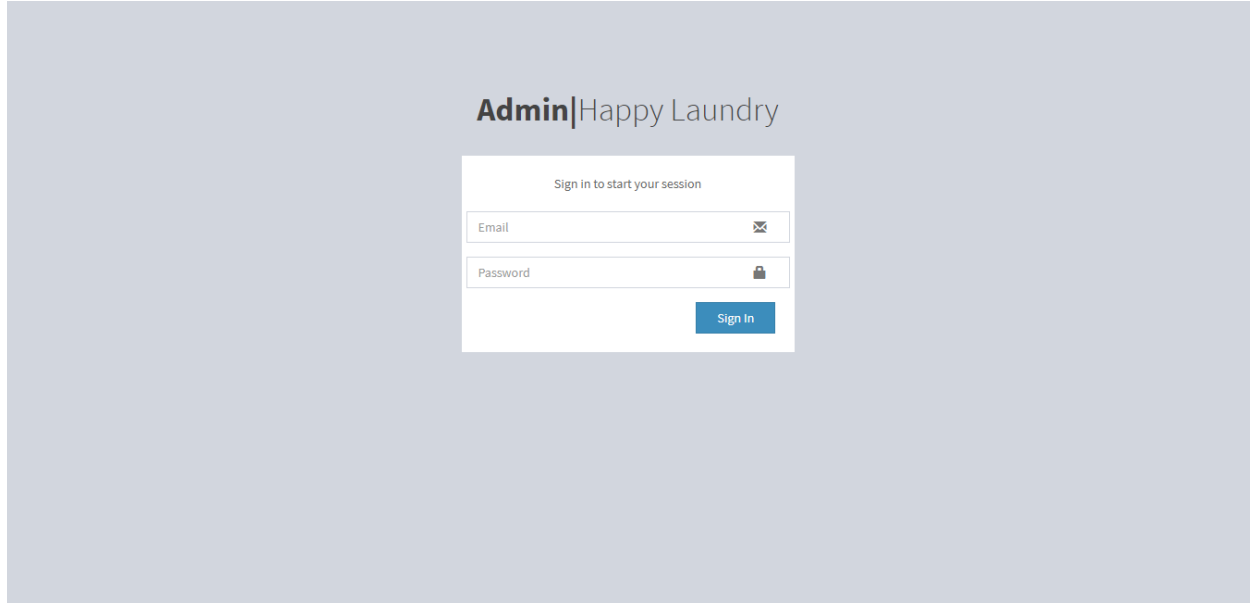 Admin|Happy Laundry
Sign in to start your session
Email
Password
Sign In